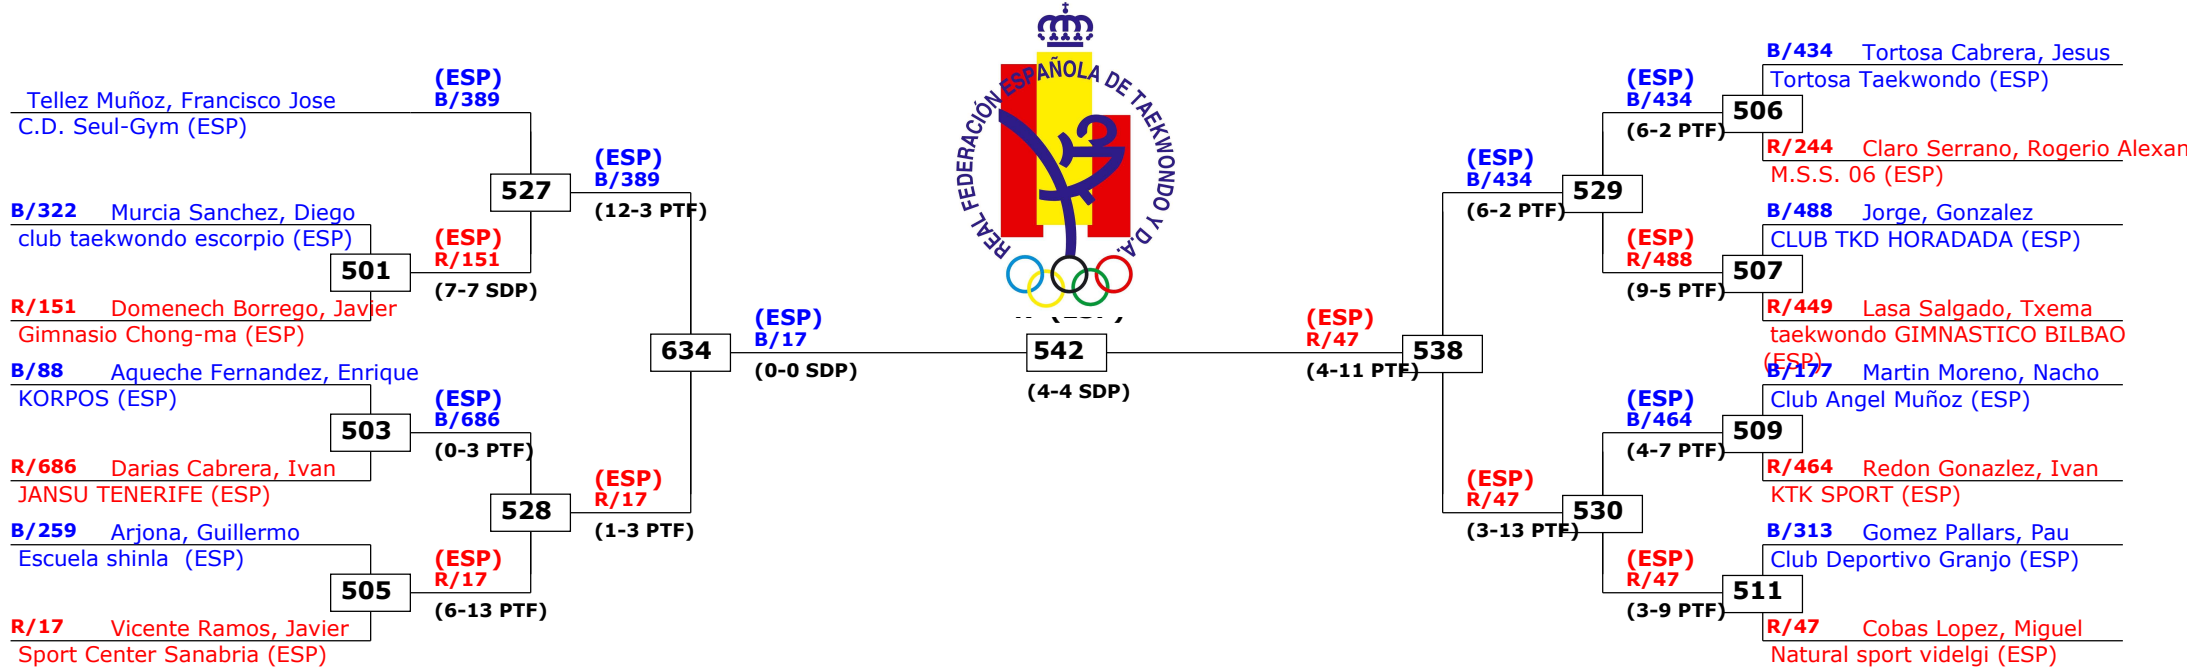 Tellez Muñoz, Francisco Jose
C.D. Seul-Gym (ESP)
(ESP)
B/389
B/322 Murcia Sanchez, Diego
club taekwondo escorpio (ESP)
501
R/151 Domenech Borrego, Javier
Gimnasio Chong-ma (ESP)
(ESP)
R/151
(7-7 SDP)
527
(ESP)
B/389
(12-3 PTF)
B/88 Aqueche Fernandez, Enrique
KORPOS (ESP)
503
R/686 Darias Cabrera, Ivan
JANSU TENERIFE (ESP)
(ESP)
B/686
(0-3 PTF)
B/259 Arjona, Guillermo
Escuela shinla (ESP)
505
R/17 Vicente Ramos, Javier
Sport Center Sanabria (ESP)
(ESP)
R/17
(6-13 PTF)
528
(ESP)
R/17
(1-3 PTF)
634
(ESP)
B/17
(0-0 SDP)
REAL FEDERACIÓN ESPAÑOLA DE TAEKWONDO Y D.A.
542
(4-4 SDP)
(ESP)
R/47
(4-11 PTF)
538
(ESP)
B/434
(6-2 PTF)
529
(ESP)
B/434
(6-2 PTF)
506
B/434 Tortosa Cabrera, Jesus
Tortosa Taekwondo (ESP)
R/244 Claro Serrano, Rogerio Alexan
M.S.S. 06 (ESP)
(ESP)
R/488
(9-5 PTF)
507
B/488 Jorge, Gonzalez
CLUB TKD HORADADA (ESP)
R/449 Lasa Salgado, Txema
taekwondo GIMNASTICO BILBAO
(ESP)
(ESP)
R/47
(3-13 PTF)
530
(ESP)
B/464
(4-7 PTF)
509
B/177 Martin Moreno, Nacho
Club Angel Muñoz (ESP)
R/464 Redon Gonazlez, Ivan
KTK SPORT (ESP)
(ESP)
R/47
(3-9 PTF)
511
B/313 Gomez Pallars, Pau
Club Deportivo Granjo (ESP)
R/47 Cobas Lopez, Miguel
Natural sport videlgi (ESP)